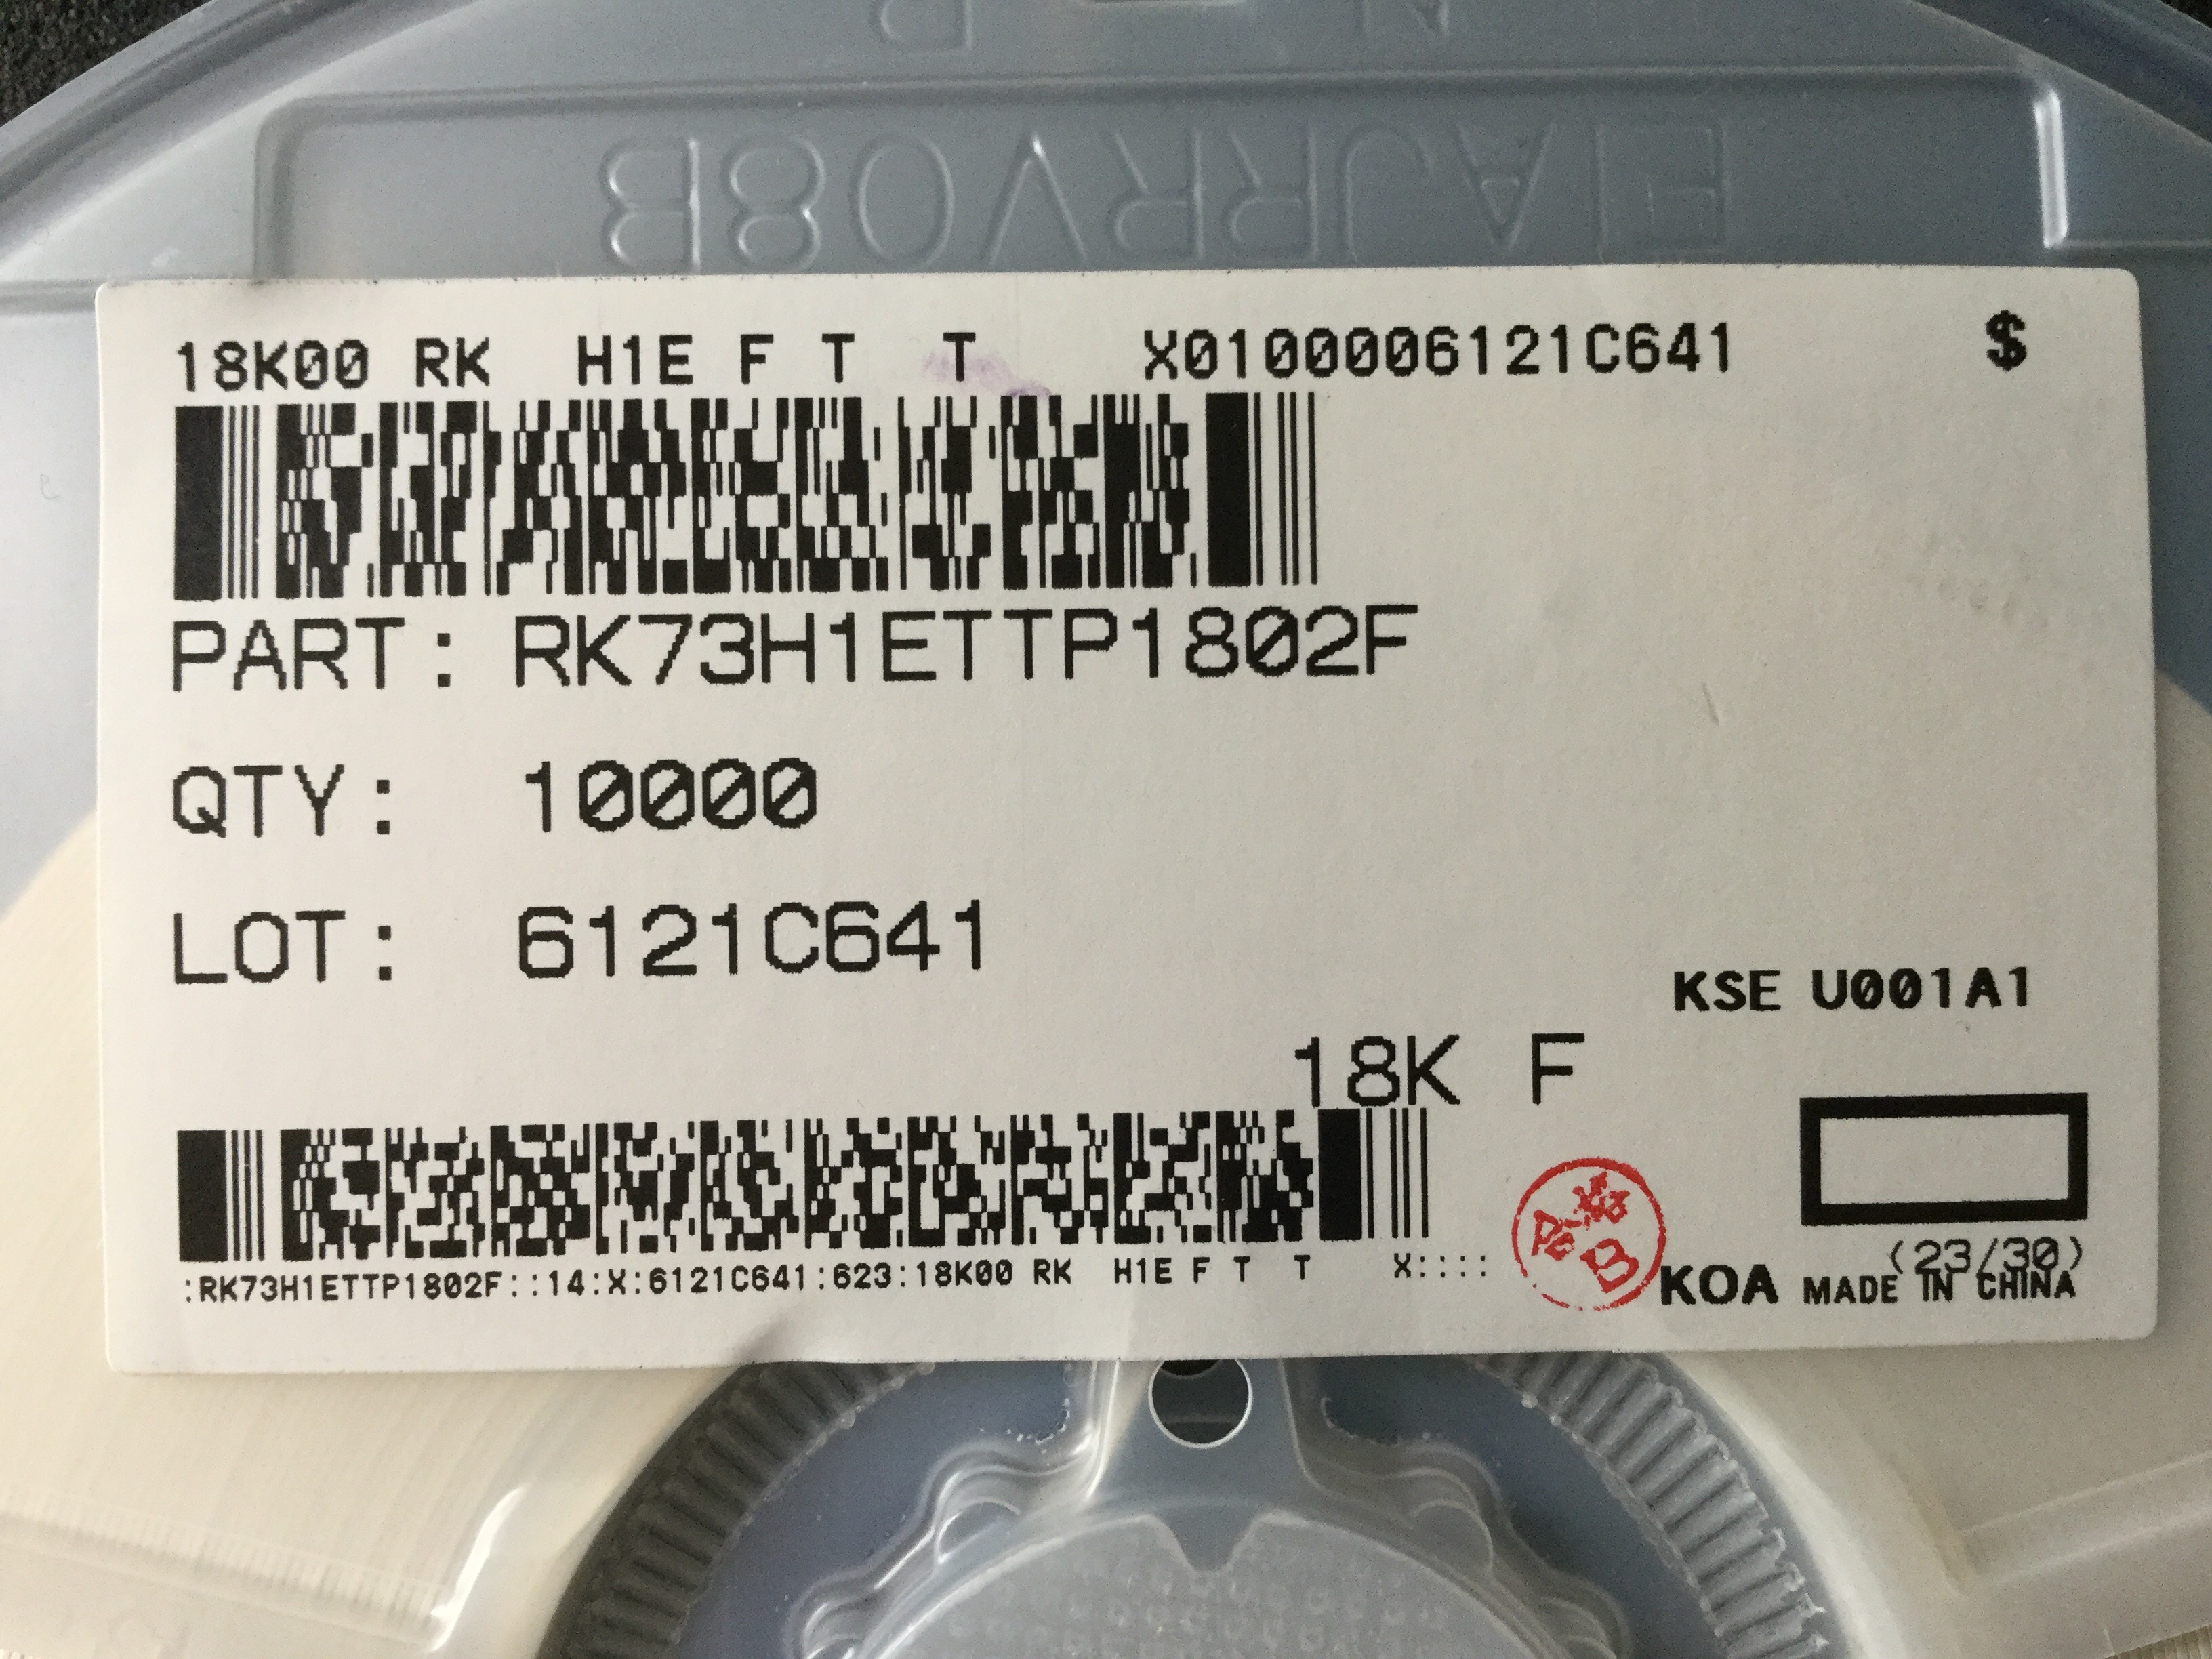 EIAJRRV08B
18K00 RK H1E F T T X0100006121C641 $
PART: RK73H1ETTP1802F
QTY: 10000
LOT: 6121C641
KSE U001A1
18K F
:RK73H1ETTP1802F::14:X:6121C641:623:18K00 RK H1E F T T X::::
(23/30)
KOA MADE IN CHINA